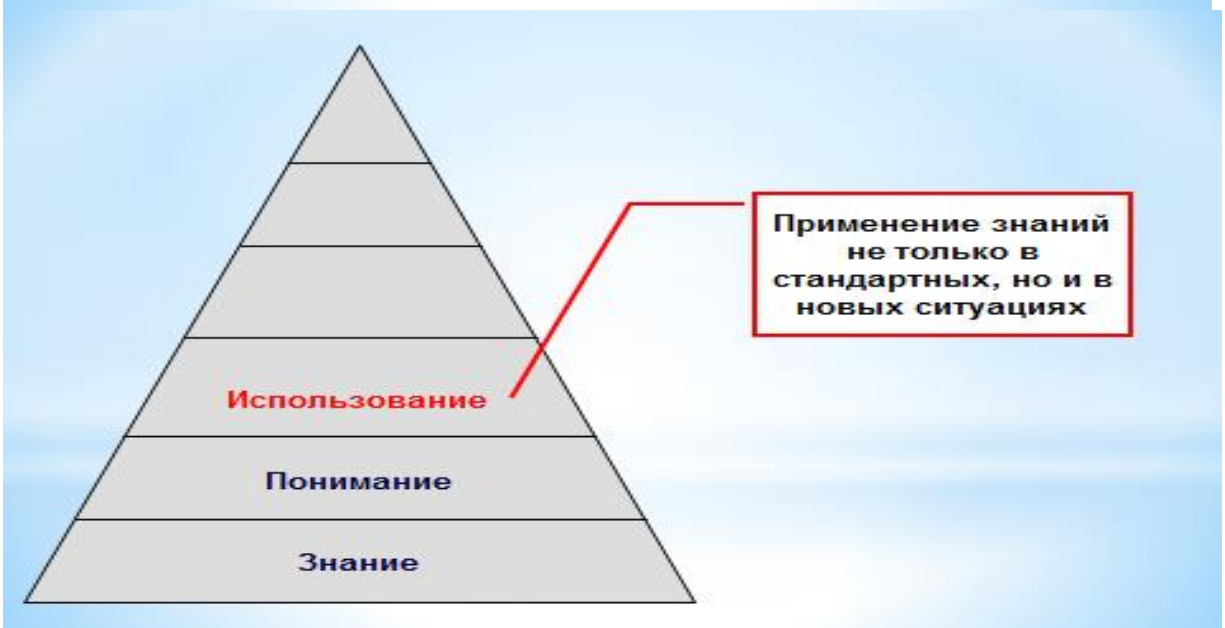 Применение знаний
не только в
стандартных, но и в
новых ситуациях
Использование
Понимание
Знание